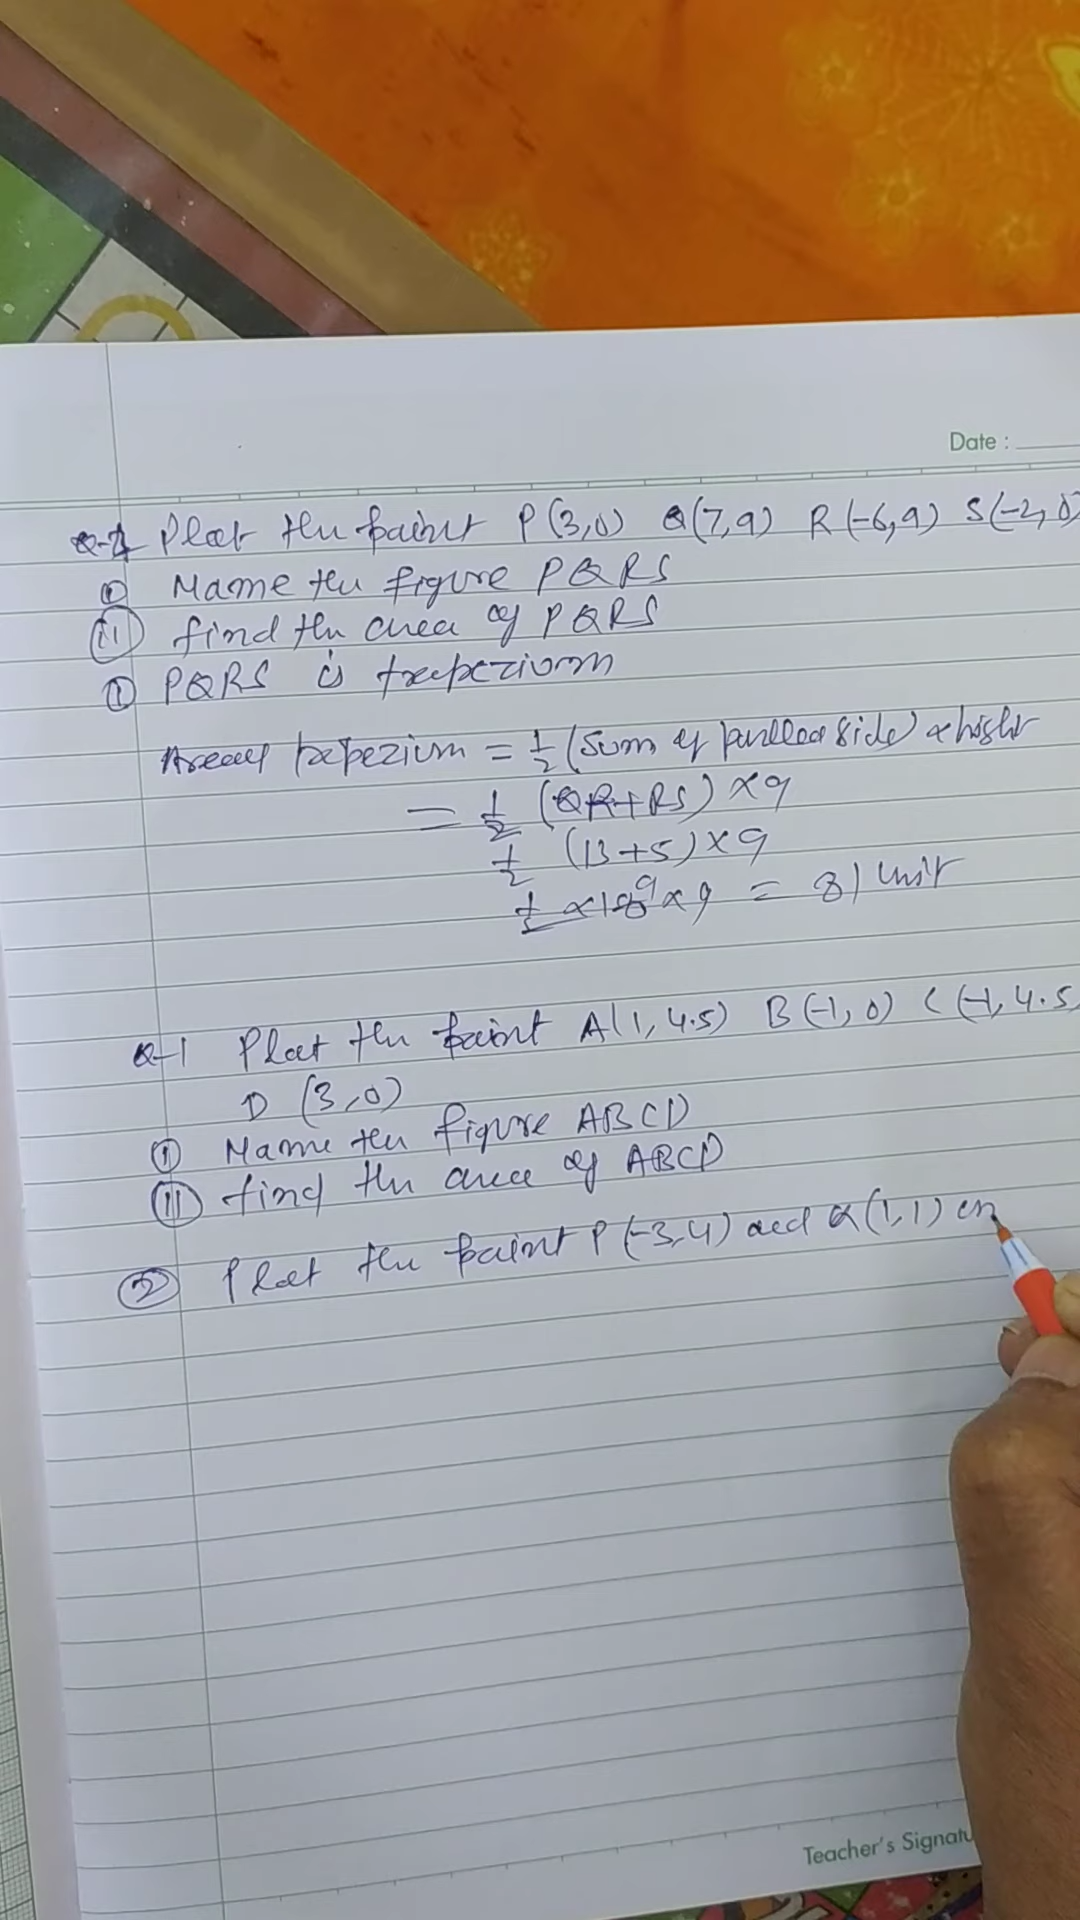 Date :
Q-1 Plot the point P(3,0) Q(7,9) R(-6,9) S(-2,0)
(i) Name the figure PQRS
(ii) find the area of PQRS
(i) PQRS is trapezium
Area of trapezium = 1/2 (Sum of parallel side) x hight
= 1/2 (QR+RS) x 9
1/2 (13+5) x 9
1/2 x 18 9 x 9 = 81 unit
Q-1 Plot the point A(1,4.5) B(-1,0) C(-1,4.5
D (3,0)
(i) Name the figure ABCD
(ii) find the area of ABCD
(2) Plot the point P(-3,4) and Q(1,1) on
Teacher's Signatu